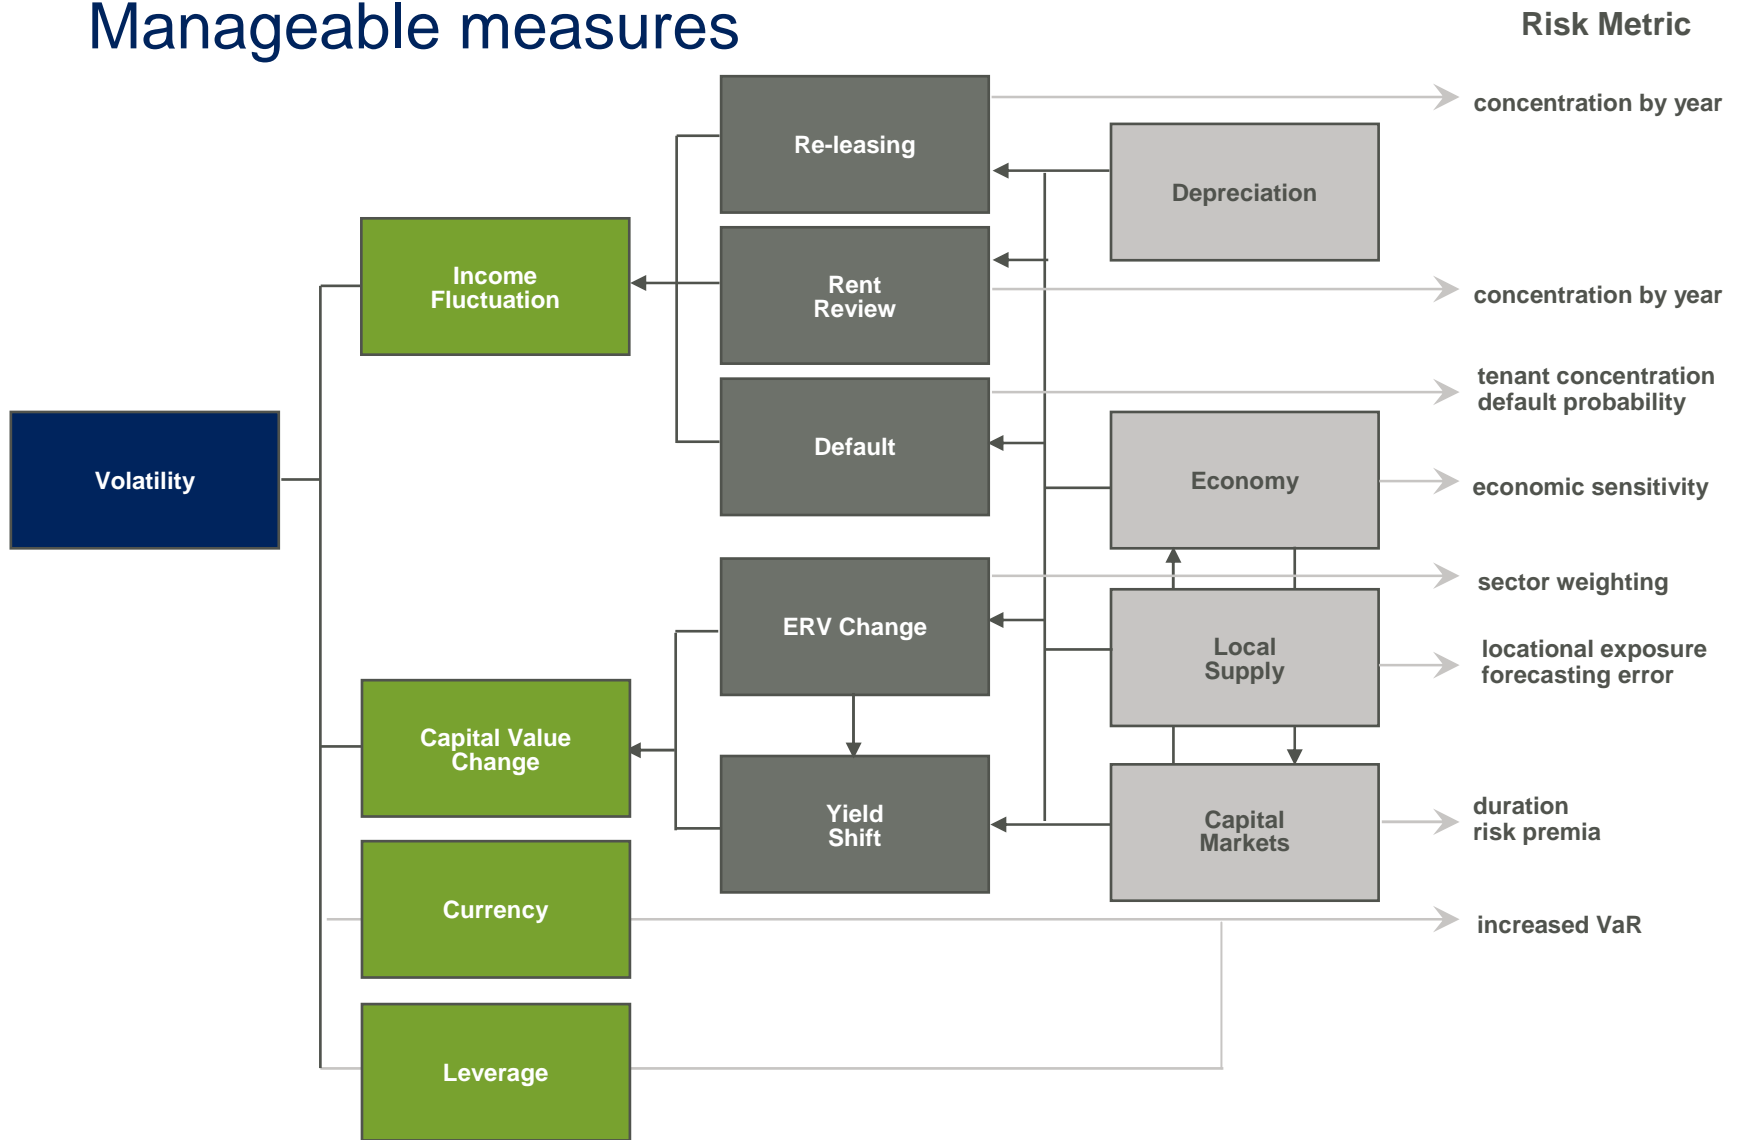 Manageable measures
Risk Metric
concentration by year
Re-leasing
Depreciation
Income
Fluctuation
Rent
Review
concentration by year
tenant concentration
default probability
Default
Volatility
Economy
economic sensitivity
sector weighting
ERV Change
Local
Supply
locational exposure
forecasting error
Capital Value
Change
Yield
Shift
Capital
Markets
duration
risk premia
Currency
increased VaR
Leverage